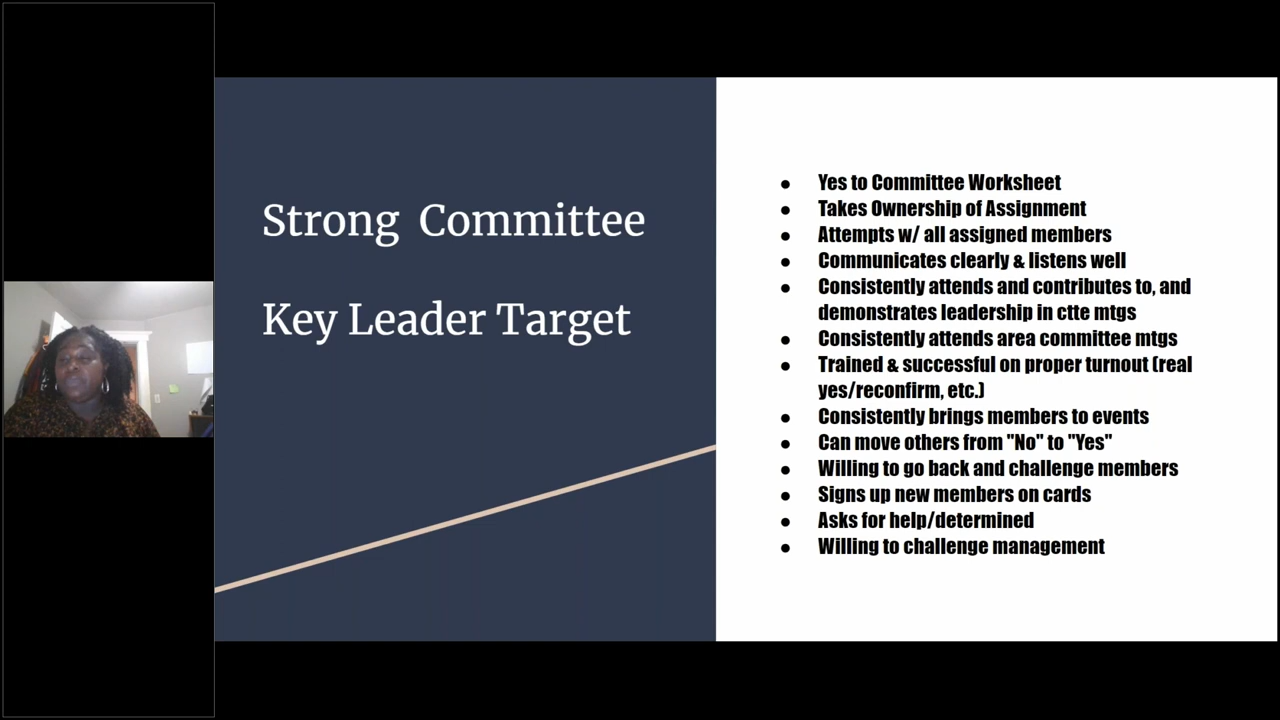 Strong Committee
Key Leader Target
● Yes to Committee Worksheet
● Takes Ownership of Assignment
● Attempts w/ all assigned members
● Communicates clearly & listens well
● Consistently attends and contributes to, and
demonstrates leadership in ctte mtgs
● Consistently attends area committee mtgs
● Trained & successful on proper turnout (real
yes/reconfirm, etc.)
● Consistently brings members to events
● Can move others from "No" to "Yes"
● Willing to go back and challenge members
● Signs up new members on cards
● Asks for help/determined
● Willing to challenge management